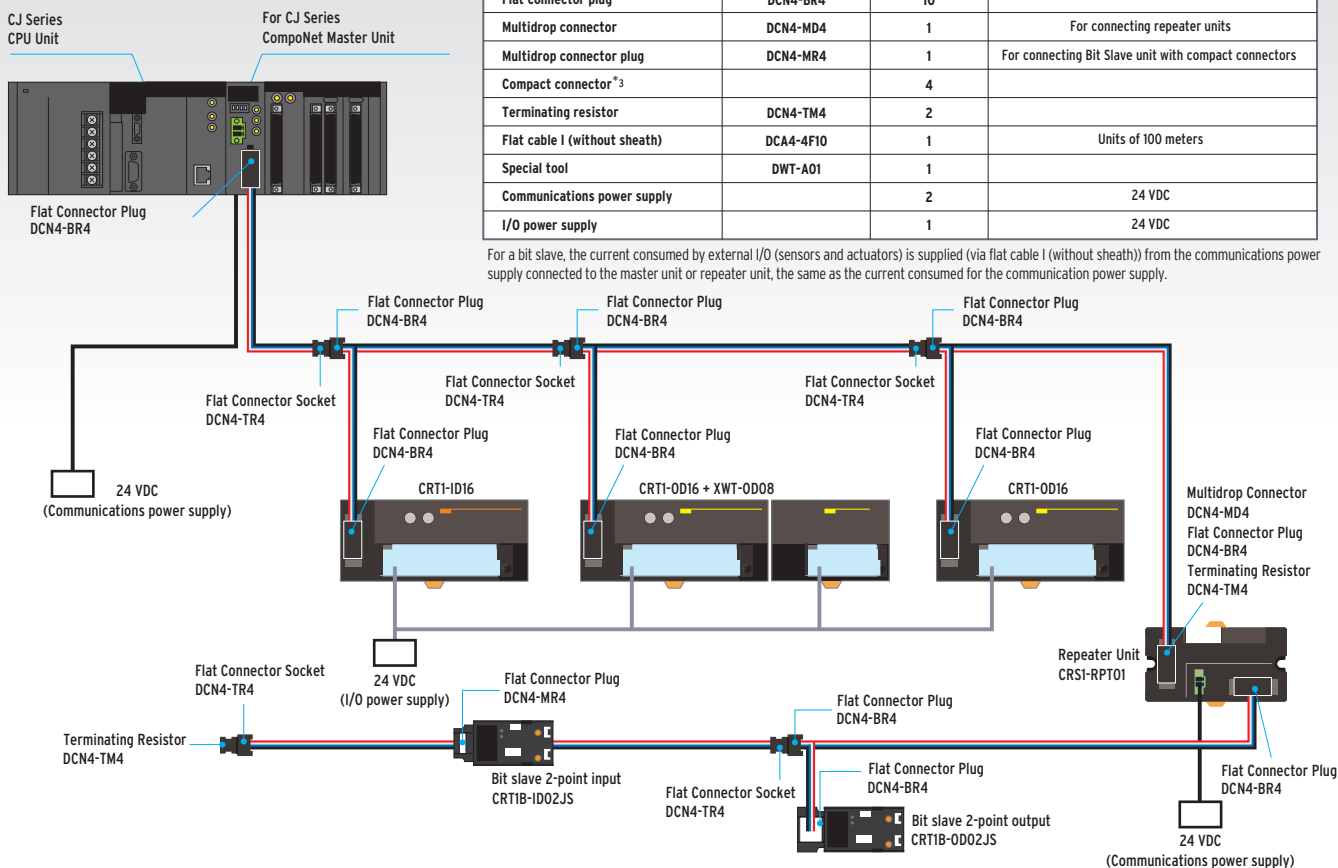 CJ Series
CPU Unit
For CJ Series
CompoNet Master Unit
Flat Connector Plug
DCN4-BR4
Flat connector plug DCN4-BR4 10
Multidrop connector DCN4-MD4 1 For connecting repeater units
Multidrop connector plug DCN4-MR4 1 For connecting Bit Slave unit with compact connectors
Compact connector*3 4
Terminating resistor DCN4-TM4 2
Flat cable I (without sheath) DCA4-4F10 1 Units of 100 meters
Special tool DWT-A01 1
Communications power supply 2 24 VDC
I/O power supply 1 24 VDC
For a bit slave, the current consumed by external I/O (sensors and actuators) is supplied (via flat cable I (without sheath)) from the communications power
supply connected to the master unit or repeater unit, the same as the current consumed for the communication power supply.
Flat Connector Plug
DCN4-BR4
Flat Connector Plug
DCN4-BR4
Flat Connector Plug
DCN4-BR4
Flat Connector Socket
DCN4-TR4
Flat Connector Socket
DCN4-TR4
Flat Connector Socket
DCN4-TR4
Flat Connector Plug
DCN4-BR4
Flat Connector Plug
DCN4-BR4
Flat Connector Plug
DCN4-BR4
24 VDC
(Communications power supply)
CRT1-ID16
CRT1-OD16 + XWT-OD08
CRT1-OD16
Multidrop Connector
DCN4-MD4
Flat Connector Plug
DCN4-BR4
Terminating Resistor
DCN4-TM4
Repeater Unit
CRS1-RPT01
24 VDC
(I/O power supply)
Flat Connector Socket
DCN4-TR4
Flat Connector Plug
DCN4-MR4
Flat Connector Plug
DCN4-BR4
Terminating Resistor
DCN4-TM4
Bit slave 2-point input
CRT1B-ID02JS
Flat Connector Socket
DCN4-TR4
Flat Connector Plug
DCN4-BR4
Bit slave 2-point output
CRT1B-OD02JS
Flat Connector Plug
DCN4-BR4
24 VDC
(Communications power supply)